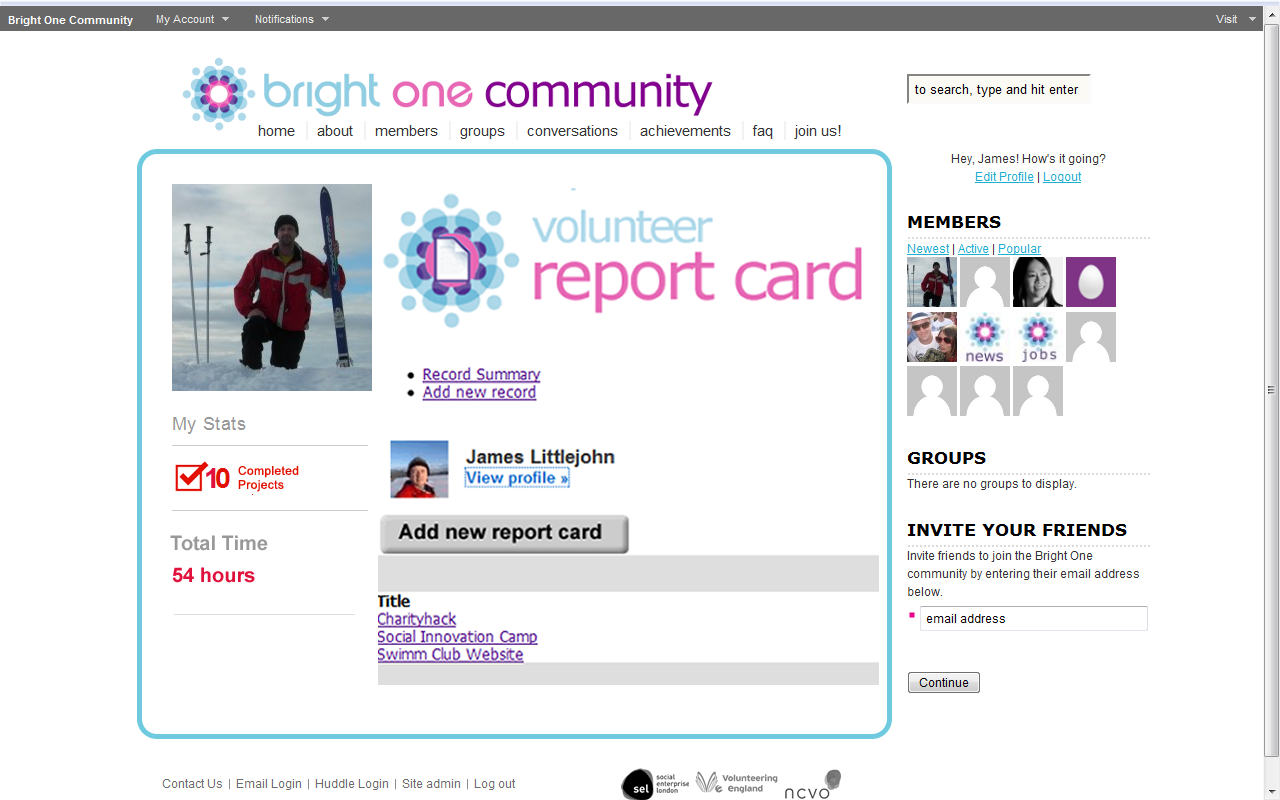 Bright One Community My Account Notifications Visit
bright one community
to search, type and hit enter
home about members groups conversations achievements faq join us!
Hey, James! How's it going?
Edit Profile | Logout
volunteer
report card
Record Summary
Add new record
My Stats
10 Completed
Projects
Total Time
54 hours
James Littlejohn
View profile »
Add new report card
Title
Charityhack
Social Innovation Camp
Swimm Club Website
MEMBERS
Newest | Active | Popular
news jobs
GROUPS
There are no groups to display.
INVITE YOUR FRIENDS
Invite friends to join the Bright One
community by entering their email address
below.
email address
Continue
Contact Us | Email Login | Huddle Login | Site admin | Log out
sel social
enterprise
london
Volunteering
england
ncvo